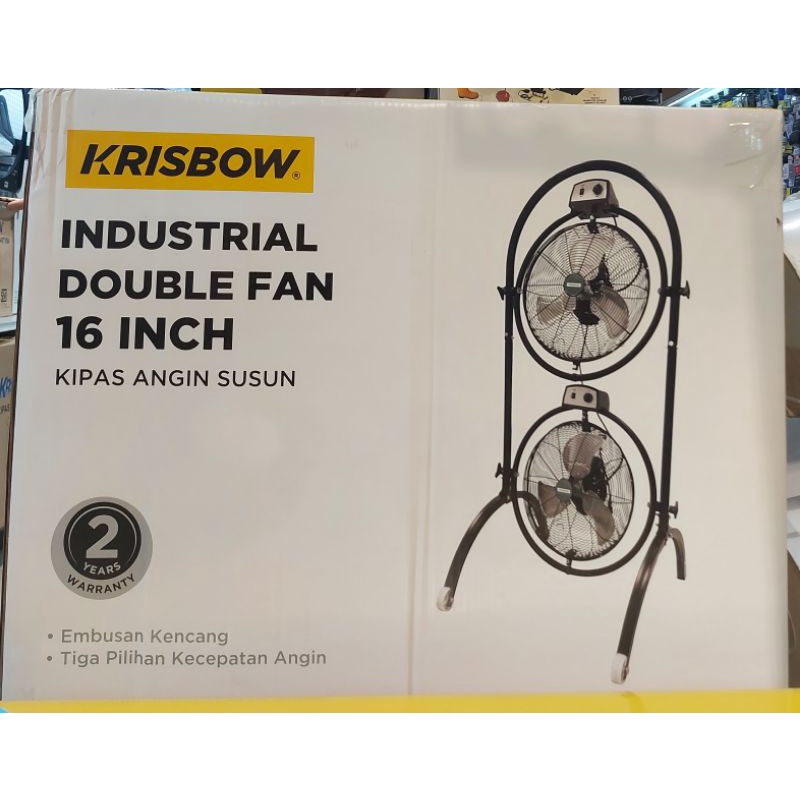 KRISBOW®
INDUSTRIAL
DOUBLE FAN
16 INCH
KIPAS ANGIN SUSUN
2
YEARS
WARRANTY
• Embusan Kencang
• Tiga Pilihan Kecepatan Angin